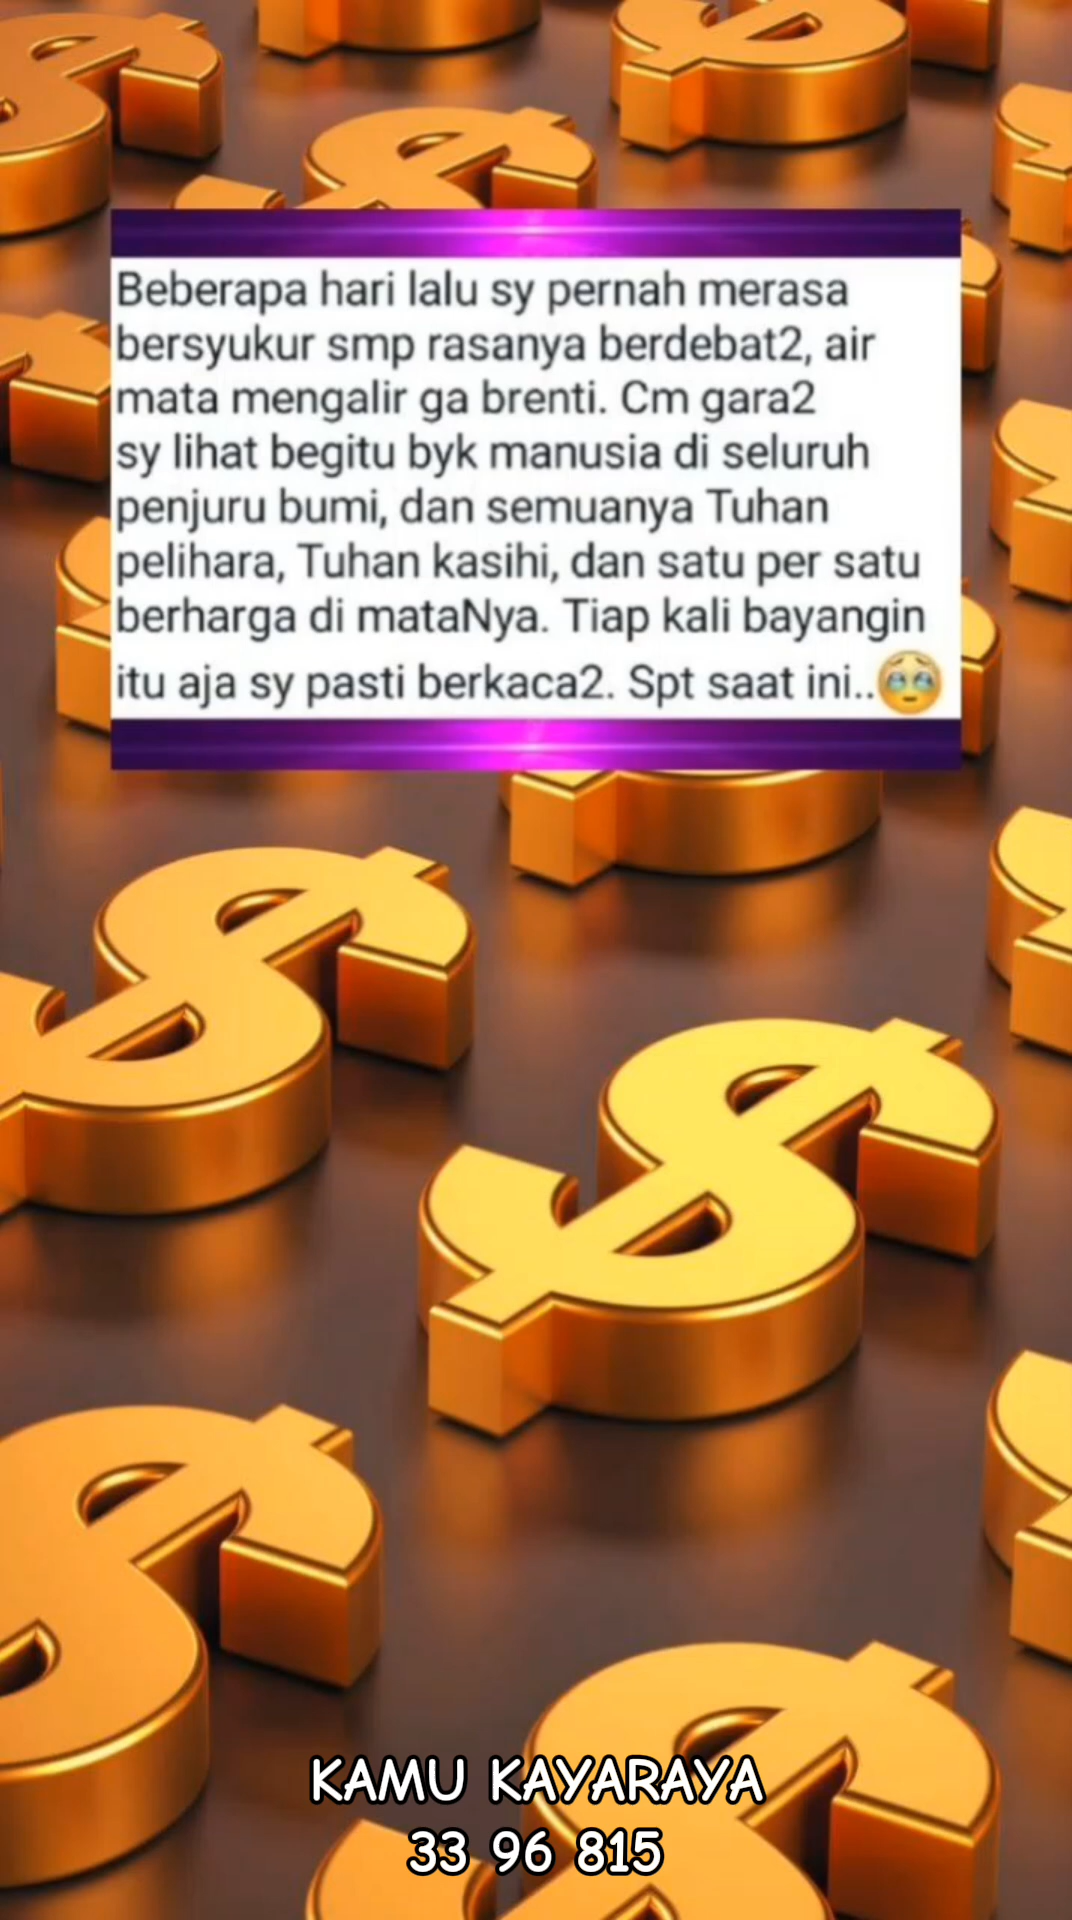 Beberapa hari lalu sy pernah merasa
bersyukur smp rasanya berdebat2, air
mata mengalir ga brenti. Cm gara2
sy lihat begitu byk manusia di seluruh
penjuru bumi, dan semuanya Tuhan
pelihara, Tuhan kasihi, dan satu per satu
berharga di mataNya. Tiap kali bayangin
itu aja sy pasti berkaca2. Spt saat ini..🥹
KAMU KAYARAYA
33 96 815